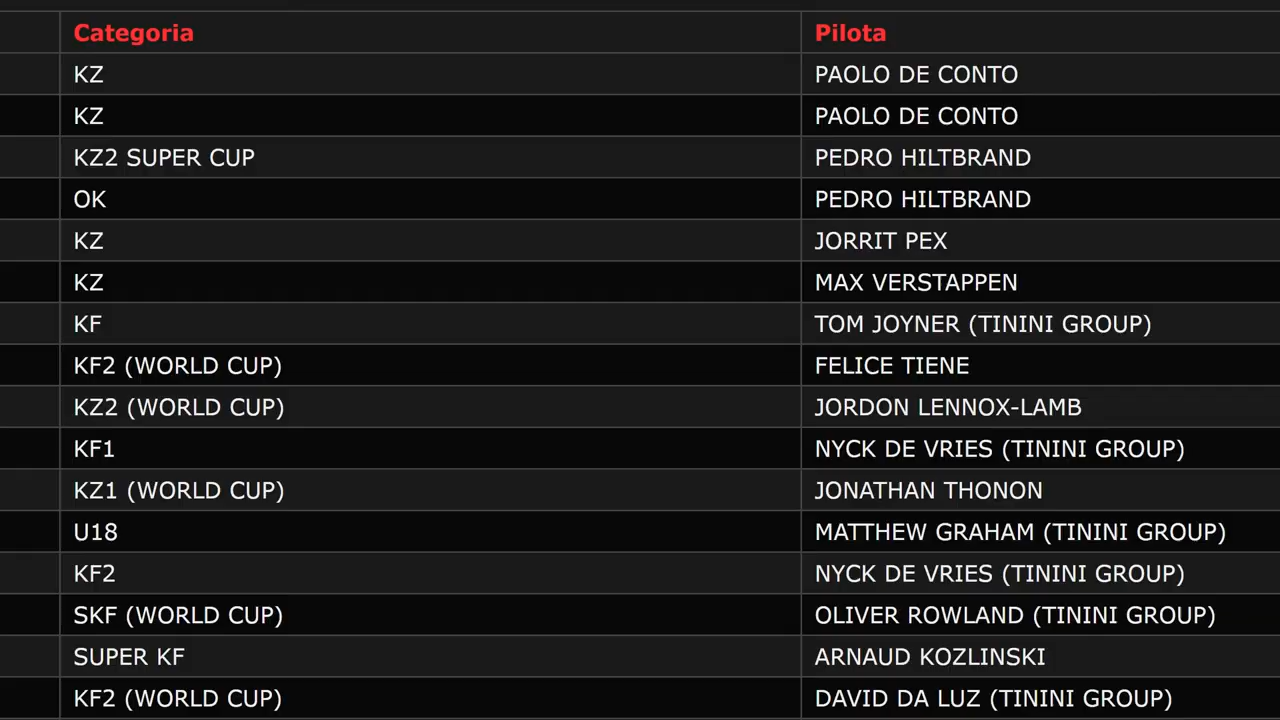 Categoria Pilota
KZ PAOLO DE CONTO
KZ PAOLO DE CONTO
KZ2 SUPER CUP PEDRO HILTBRAND
OK PEDRO HILTBRAND
KZ JORRIT PEX
KZ MAX VERSTAPPEN
KF TOM JOYNER (TININI GROUP)
KF2 (WORLD CUP) FELICE TIENE
KZ2 (WORLD CUP) JORDON LENNOX-LAMB
KF1 NYCK DE VRIES (TININI GROUP)
KZ1 (WORLD CUP) JONATHAN THONON
U18 MATTHEW GRAHAM (TININI GROUP)
KF2 NYCK DE VRIES (TININI GROUP)
SKF (WORLD CUP) OLIVER ROWLAND (TININI GROUP)
SUPER KF ARNAUD KOZLINSKI
KF2 (WORLD CUP) DAVID DA LUZ (TININI GROUP)